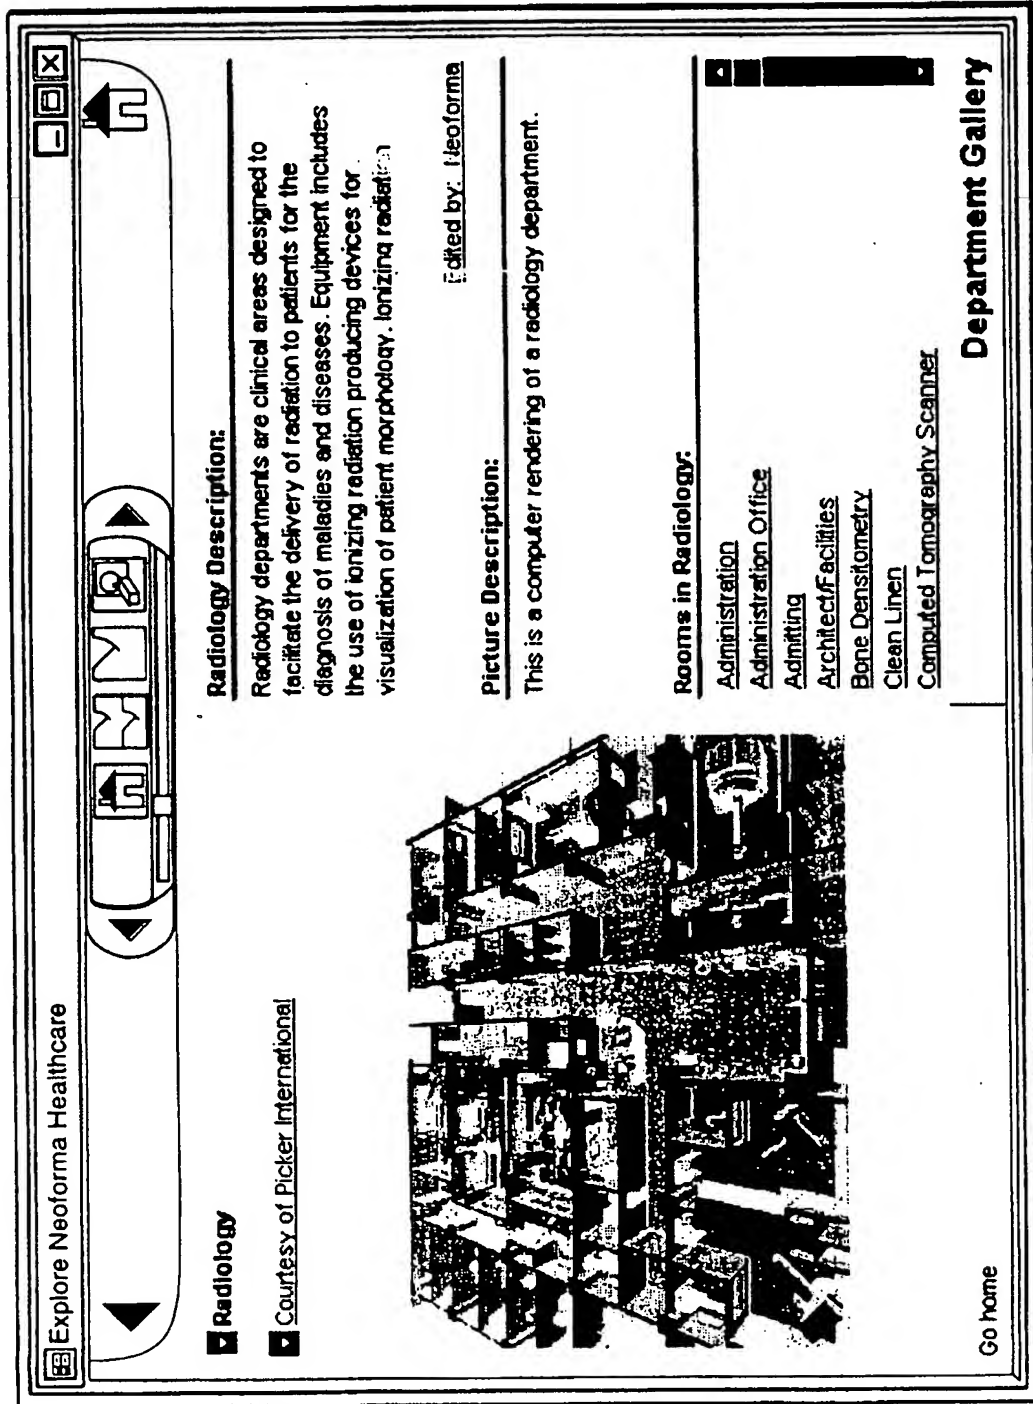 Explore Neoforma Healthcare
Radiology
Courtesy of Picker International
Radiology Description:
Radiology departments are clinical areas designed to
facilitate the delivery of radiation to patients for the
diagnosis of maladies and diseases. Equipment includes
the use of ionizing radiation producing devices for
visualization of patient morphology. Ionizing radiation
Edited by: Neoforma
Picture Description:
This is a computer rendering of a radiology department.
Rooms in Radiology:
Administration
Administration Office
Admitting
Architect/Facilities
Bone Densitometry
Clean Linen
Computed Tomography Scanner
Department Gallery
Go home